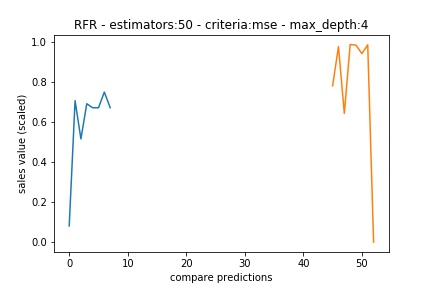 RFR - estimators:50 - criteria:mse - max_depth:4
1.0
0.8
0.6
0.4
0.2
0.0
sales value (scaled)
0 10 20 30 40 50
compare predictions